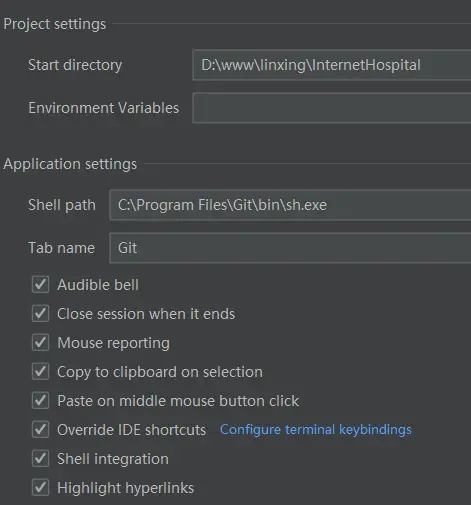 Project settings
Start directory D:\www\linxing\InternetHospital
Environment Variables
Application settings
Shell path C:\Program Files\Git\bin\sh.exe
Tab name Git
Audible bell
Close session when it ends
Mouse reporting
Copy to clipboard on selection
Paste on middle mouse button click
Override IDE shortcuts Configure terminal keybindings
Shell integration
Highlight hyperlinks